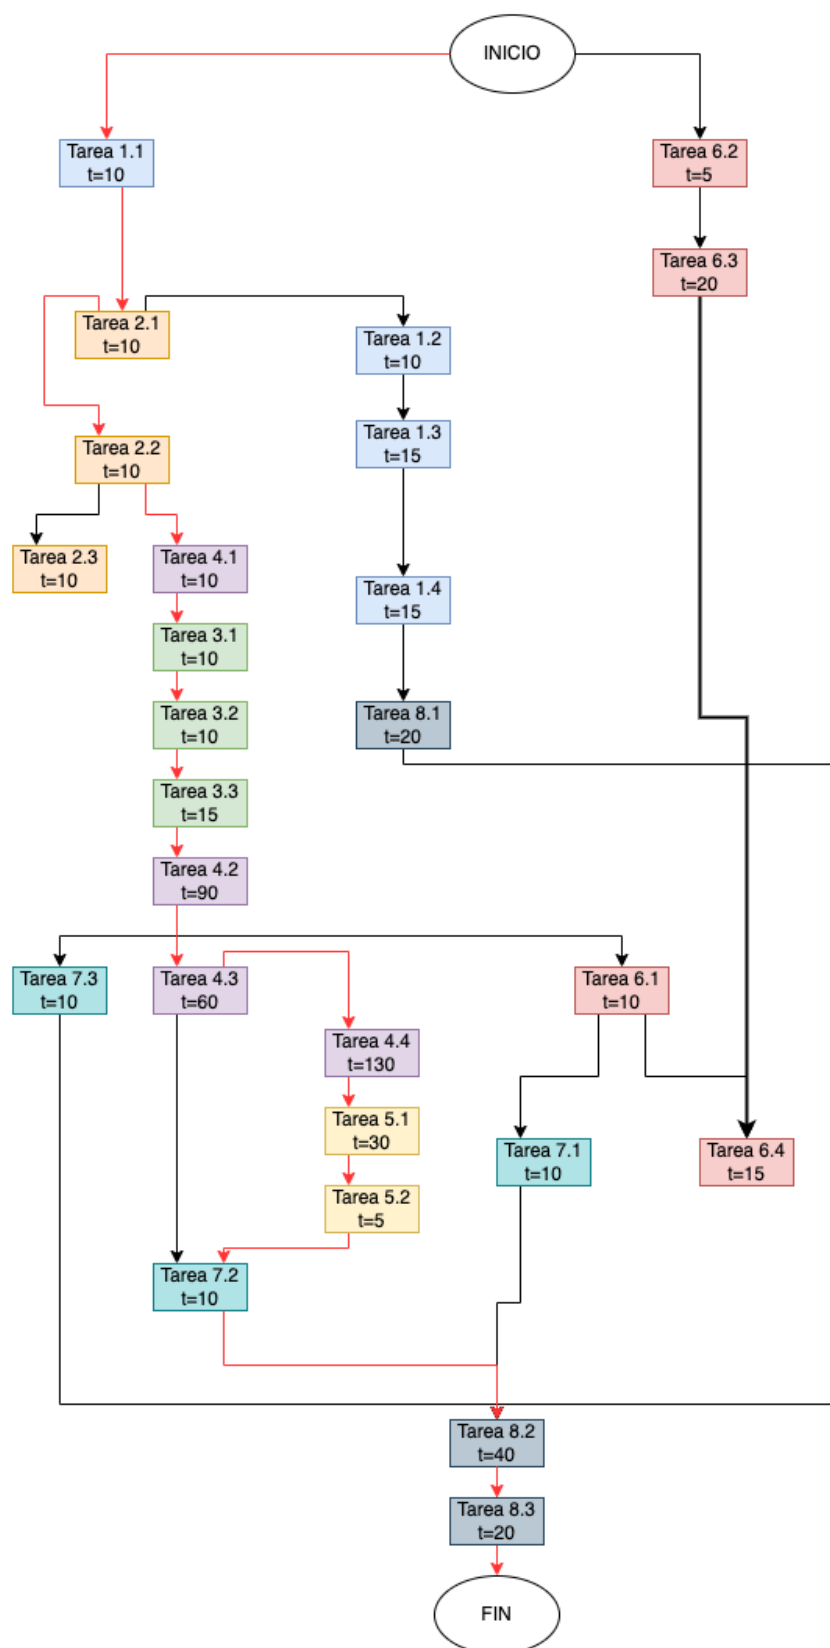 INICIO
Tarea 1.1
t=10
Tarea 6.2
t=5
Tarea 6.3
t=20
Tarea 2.1
t=10
Tarea 1.2
t=10
Tarea 1.3
t=15
Tarea 2.2
t=10
Tarea 2.3
t=10
Tarea 4.1
t=10
Tarea 1.4
t=15
Tarea 3.1
t=10
Tarea 3.2
t=10
Tarea 8.1
t=20
Tarea 3.3
t=15
Tarea 4.2
t=90
Tarea 7.3
t=10
Tarea 4.3
t=60
Tarea 6.1
t=10
Tarea 4.4
t=130
Tarea 5.1
t=30
Tarea 7.1
t=10
Tarea 6.4
t=15
Tarea 5.2
t=5
Tarea 7.2
t=10
Tarea 8.2
t=40
Tarea 8.3
t=20
FIN